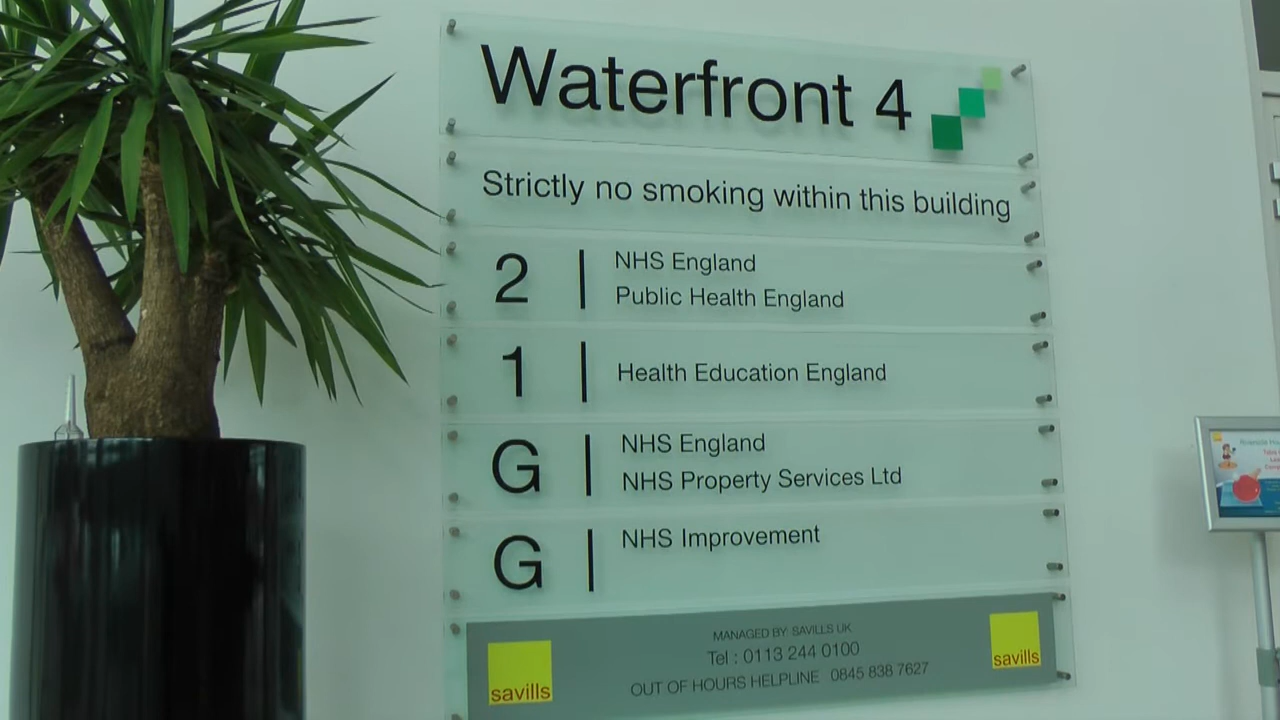 Waterfront 4
Strictly no smoking within this building
2
NHS England
Public Health England
1
Health Education England
G
NHS England
NHS Property Services Ltd
G
NHS Improvement
savills
MANAGED BY: SAVILLS UK
Tel : 0113 244 0100
OUT OF HOURS HELPLINE 0845 838 7627
savills